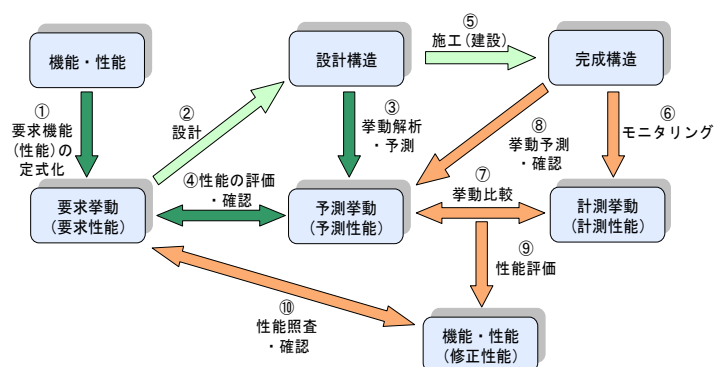 ⑤
施工(建設)
機能・性能
設計構造
完成構造
①
要求機能
(性能)の
定式化
②
設計
③
挙動解析
・予測
⑧
挙動予測
・確認
⑥
モニタリング
④性能の評価
・確認
⑦
挙動比較
要求挙動
(要求性能)
予測挙動
(予測性能)
計測挙動
(計測性能)
⑨
性能評価
⑩
性能照査
・確認
機能・性能
(修正性能)